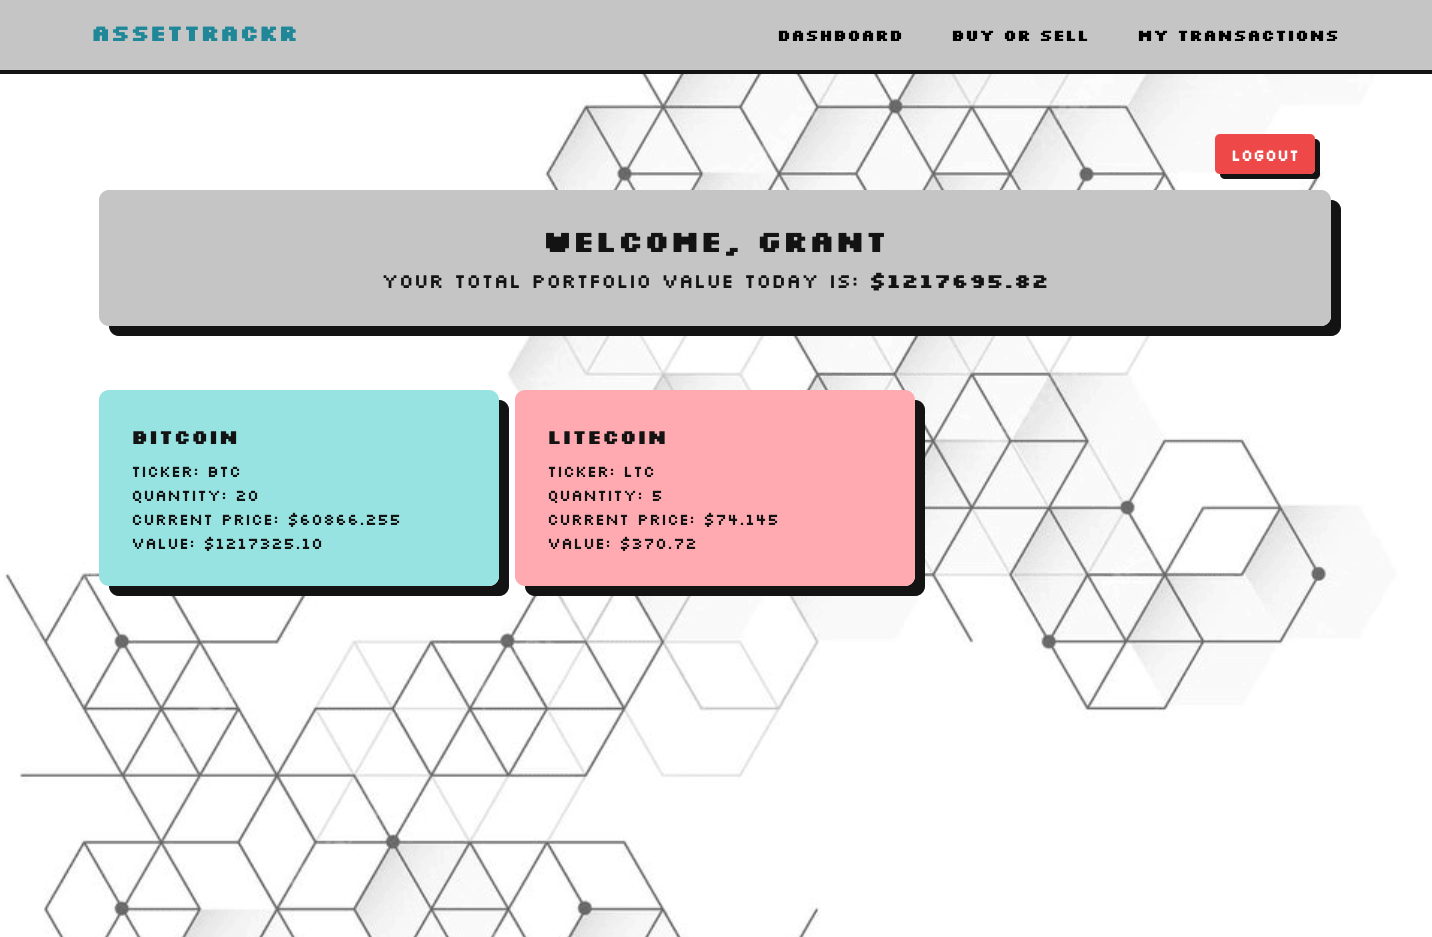 ASSETTRACKR
DASHBOARD BUY OR SELL MY TRANSACTIONS
LOGOUT
WELCOME, GRANT
YOUR TOTAL PORTFOLIO VALUE TODAY IS: $1217695.82
BITCOIN
TICKER: BTC
QUANTITY: 20
CURRENT PRICE: $60866.255
VALUE: $1217325.10
LITECOIN
TICKER: LTC
QUANTITY: 5
CURRENT PRICE: $74.145
VALUE: $370.72